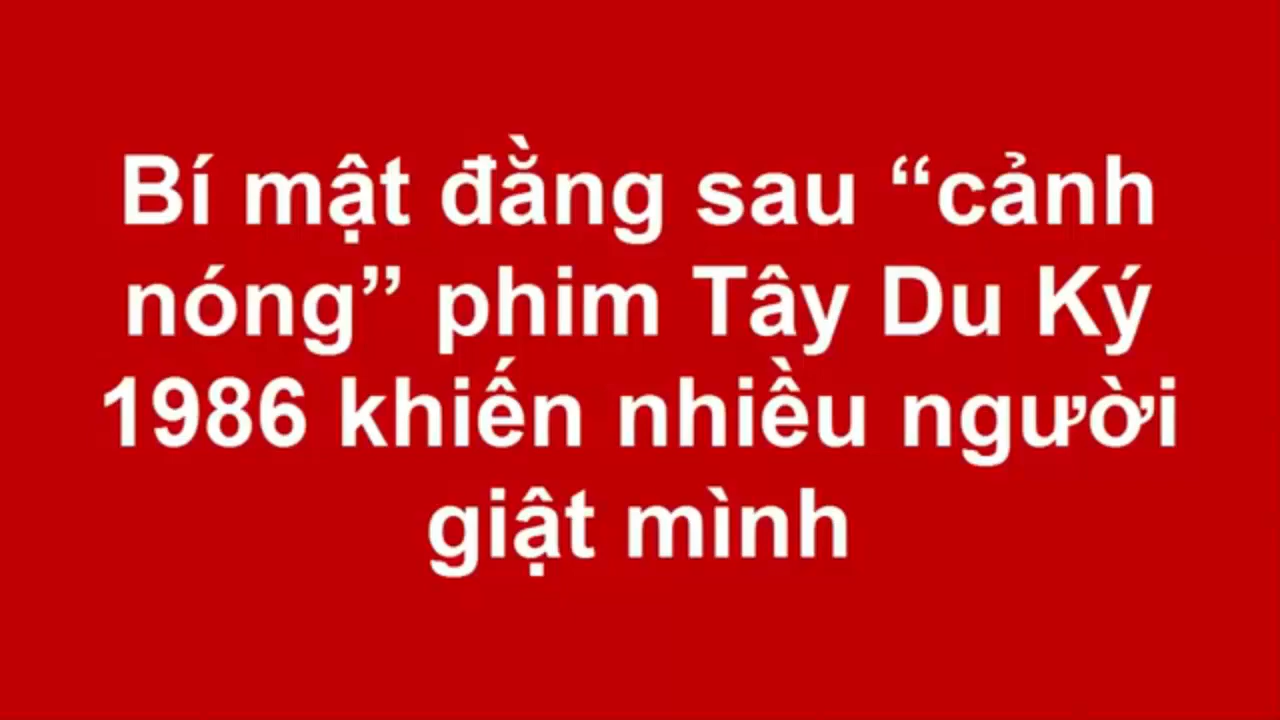 Bí mật đằng sau “cảnh
nóng” phim Tây Du Ký
1986 khiến nhiều người
giật mình